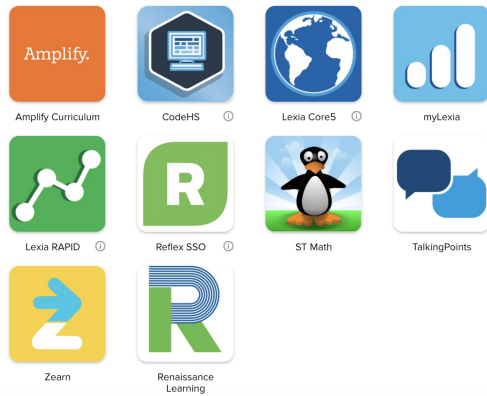 Amplify.
Amplify Curriculum
CodeHS
Lexia Core5
myLexia
Lexia RAPID
R
Reflex SSO
ST Math
TalkingPoints
Zearn
R
Renaissance
Learning